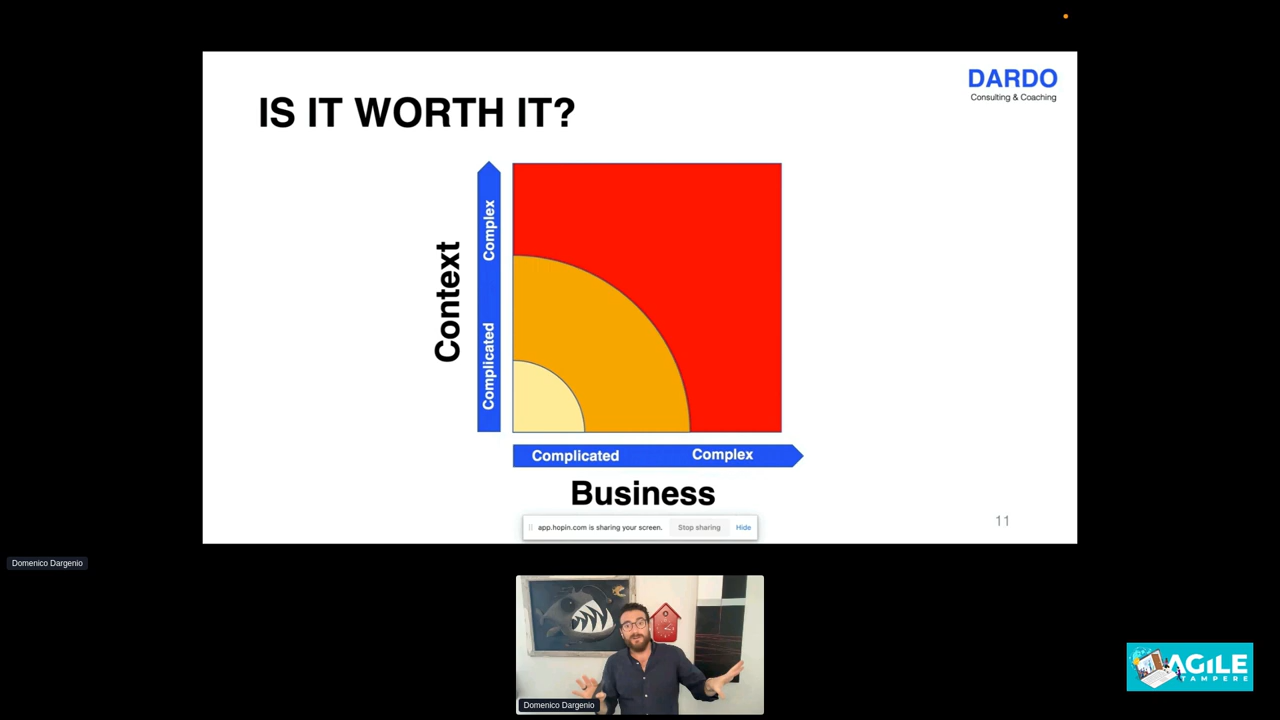 DARDO
Consulting & Coaching
IS IT WORTH IT?
Context
Complex
Complicated
Complicated
Complex
Business
app.hopin.com is sharing your screen.
Stop sharing
Hide
11
Domenico Dargenio
Domenico Dargenio
AGILE
TAMPERE